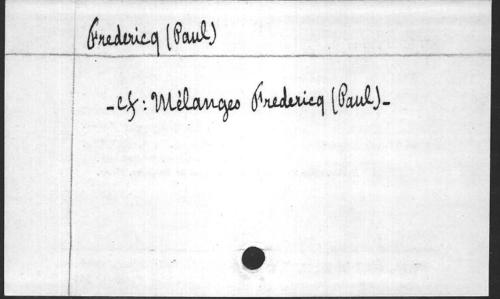 Fredericq (Paul)
- cf: Mélanges Fredericq (Paul) -